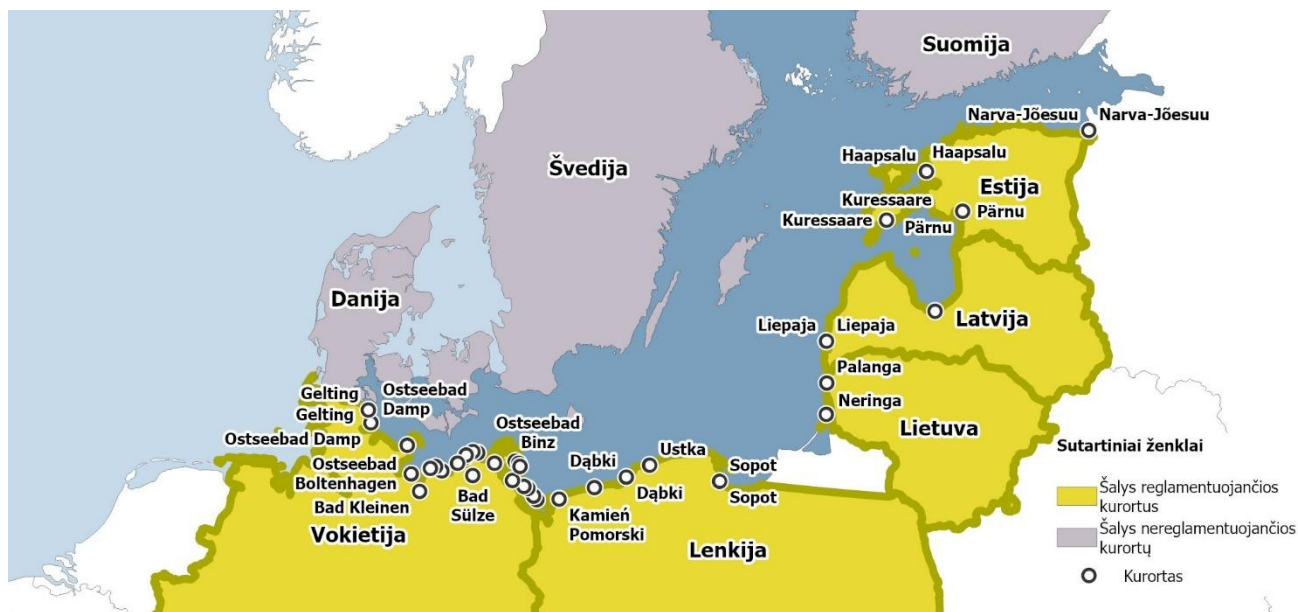 Suomija
Narva-Jõesuu
Narva-Jõesuu
Haapsalu
Haapsalu
Švedija
Estija
Kuressaare
Kuressaare
Pärnu
Pärnu
Danija
Liepaja
Liepaja
Latvija
Palanga
Neringa
Lietuva
Gelting
Gelting
Ostseebad
Damp
Ostseebad Damp
Ostseebad
Binz
Ostseebad
Boltenhagen
Bad Kleinen
Bad
Sülze
Vokietija
Dąbki
Dąbki
Ustka
Sopot
Sopot
Kamień
Pomorski
Lenkija
Sutartiniai ženklai
Šalys reglamentuojančios
kurortus
Šalys nereglamentuojančios
kurortų
Kurortas